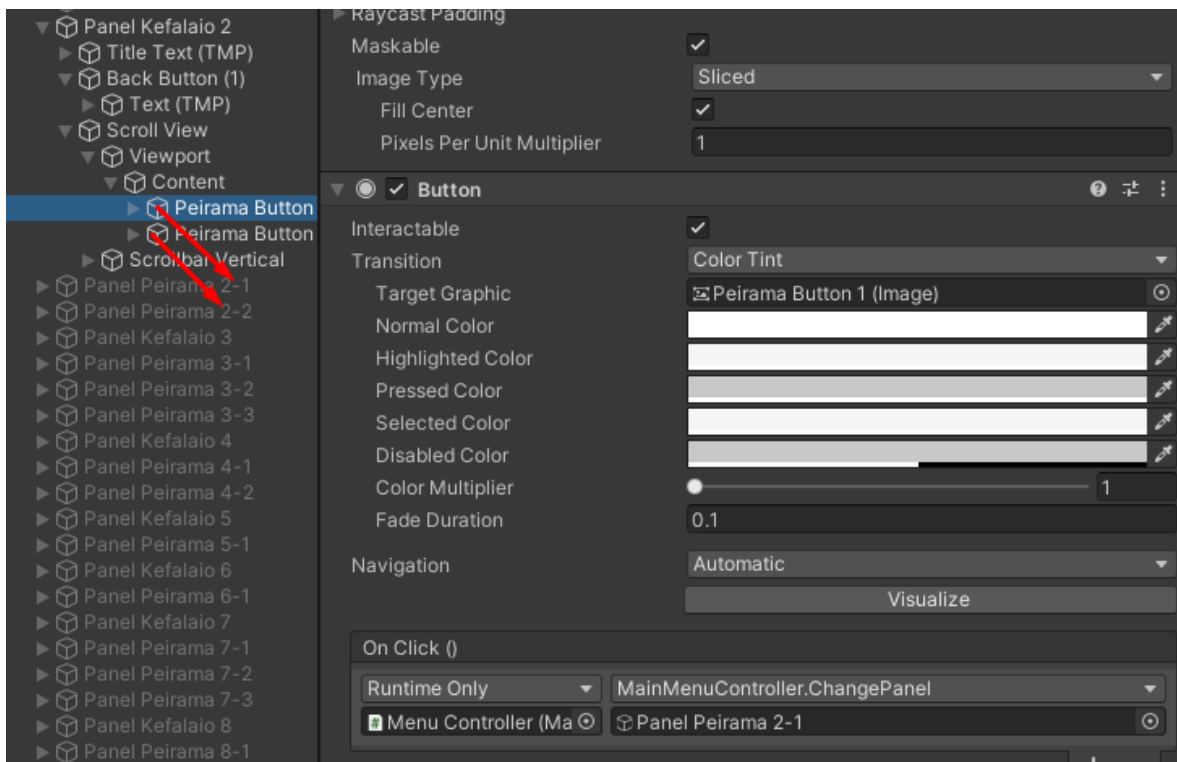 Panel Kefalaio 2
Title Text (TMP)
Back Button (1)
Text (TMP)
Scroll View
Viewport
Content
Peirama Button
Peirama Button
Scrollbar Vertical
Panel Peirama 2-1
Panel Peirama 2-2
Panel Kefalaio 3
Panel Peirama 3-1
Panel Peirama 3-2
Panel Peirama 3-3
Panel Kefalaio 4
Panel Peirama 4-1
Panel Peirama 4-2
Panel Kefalaio 5
Panel Peirama 5-1
Panel Kefalaio 6
Panel Peirama 6-1
Panel Kefalaio 7
Panel Peirama 7-1
Panel Peirama 7-2
Panel Peirama 7-3
Panel Kefalaio 8
Panel Peirama 8-1
Raycast Padding
Maskable
Image Type Sliced
Fill Center
Pixels Per Unit Multiplier 1
Button
Interactable
Transition Color Tint
Target Graphic Peirama Button 1 (Image)
Normal Color
Highlighted Color
Pressed Color
Selected Color
Disabled Color
Color Multiplier 1
Fade Duration 0.1
Navigation Automatic
Visualize
On Click ()
Runtime Only MainMenuController.ChangePanel
Menu Controller (Ma Panel Peirama 2-1